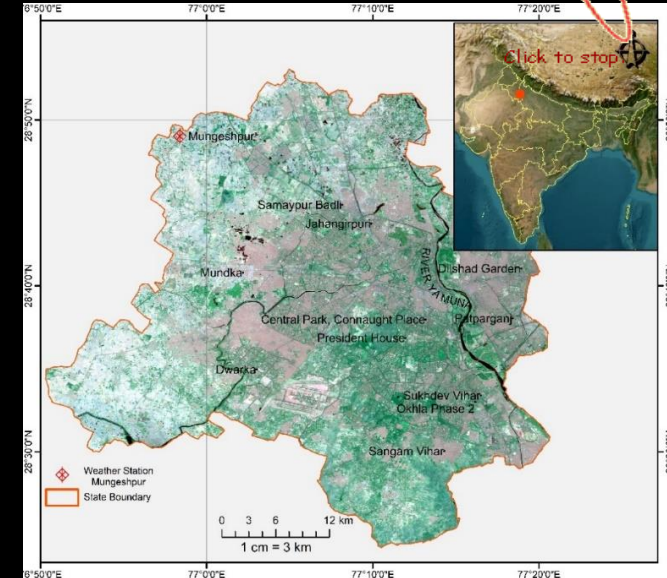 77°0'0"E
77°10'0"E
77°20'0"E
Click to stop
28°50'0"N
Mungeshpur
Samaypur Badli
Jahangirpuri
RIVER YAMUNA
Dilshad Garden
Mundka
28°40'0"N
Central Park, Connaught Place
Patparganj
President House
Dwarka
Sukhdev Vihar
Okhla Phase 2
Sangam Vihar
28°30'0"N
Weather Station
Mungeshpur
State Boundary
0 3 6 12 km
1 cm = 3 km
76°50'0"E
77°0'0"E
77°10'0"E
77°20'0"E